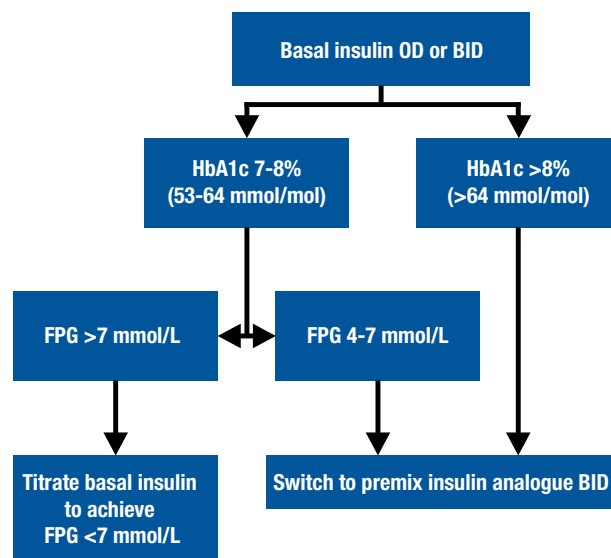 Basal insulin OD or BID
HbA1c 7-8%
(53-64 mmol/mol)
HbA1c >8%
(>64 mmol/mol)
FPG >7 mmol/L
FPG 4-7 mmol/L
Titrate basal insulin
to achieve
FPG <7 mmol/L
Switch to premix insulin analogue BID